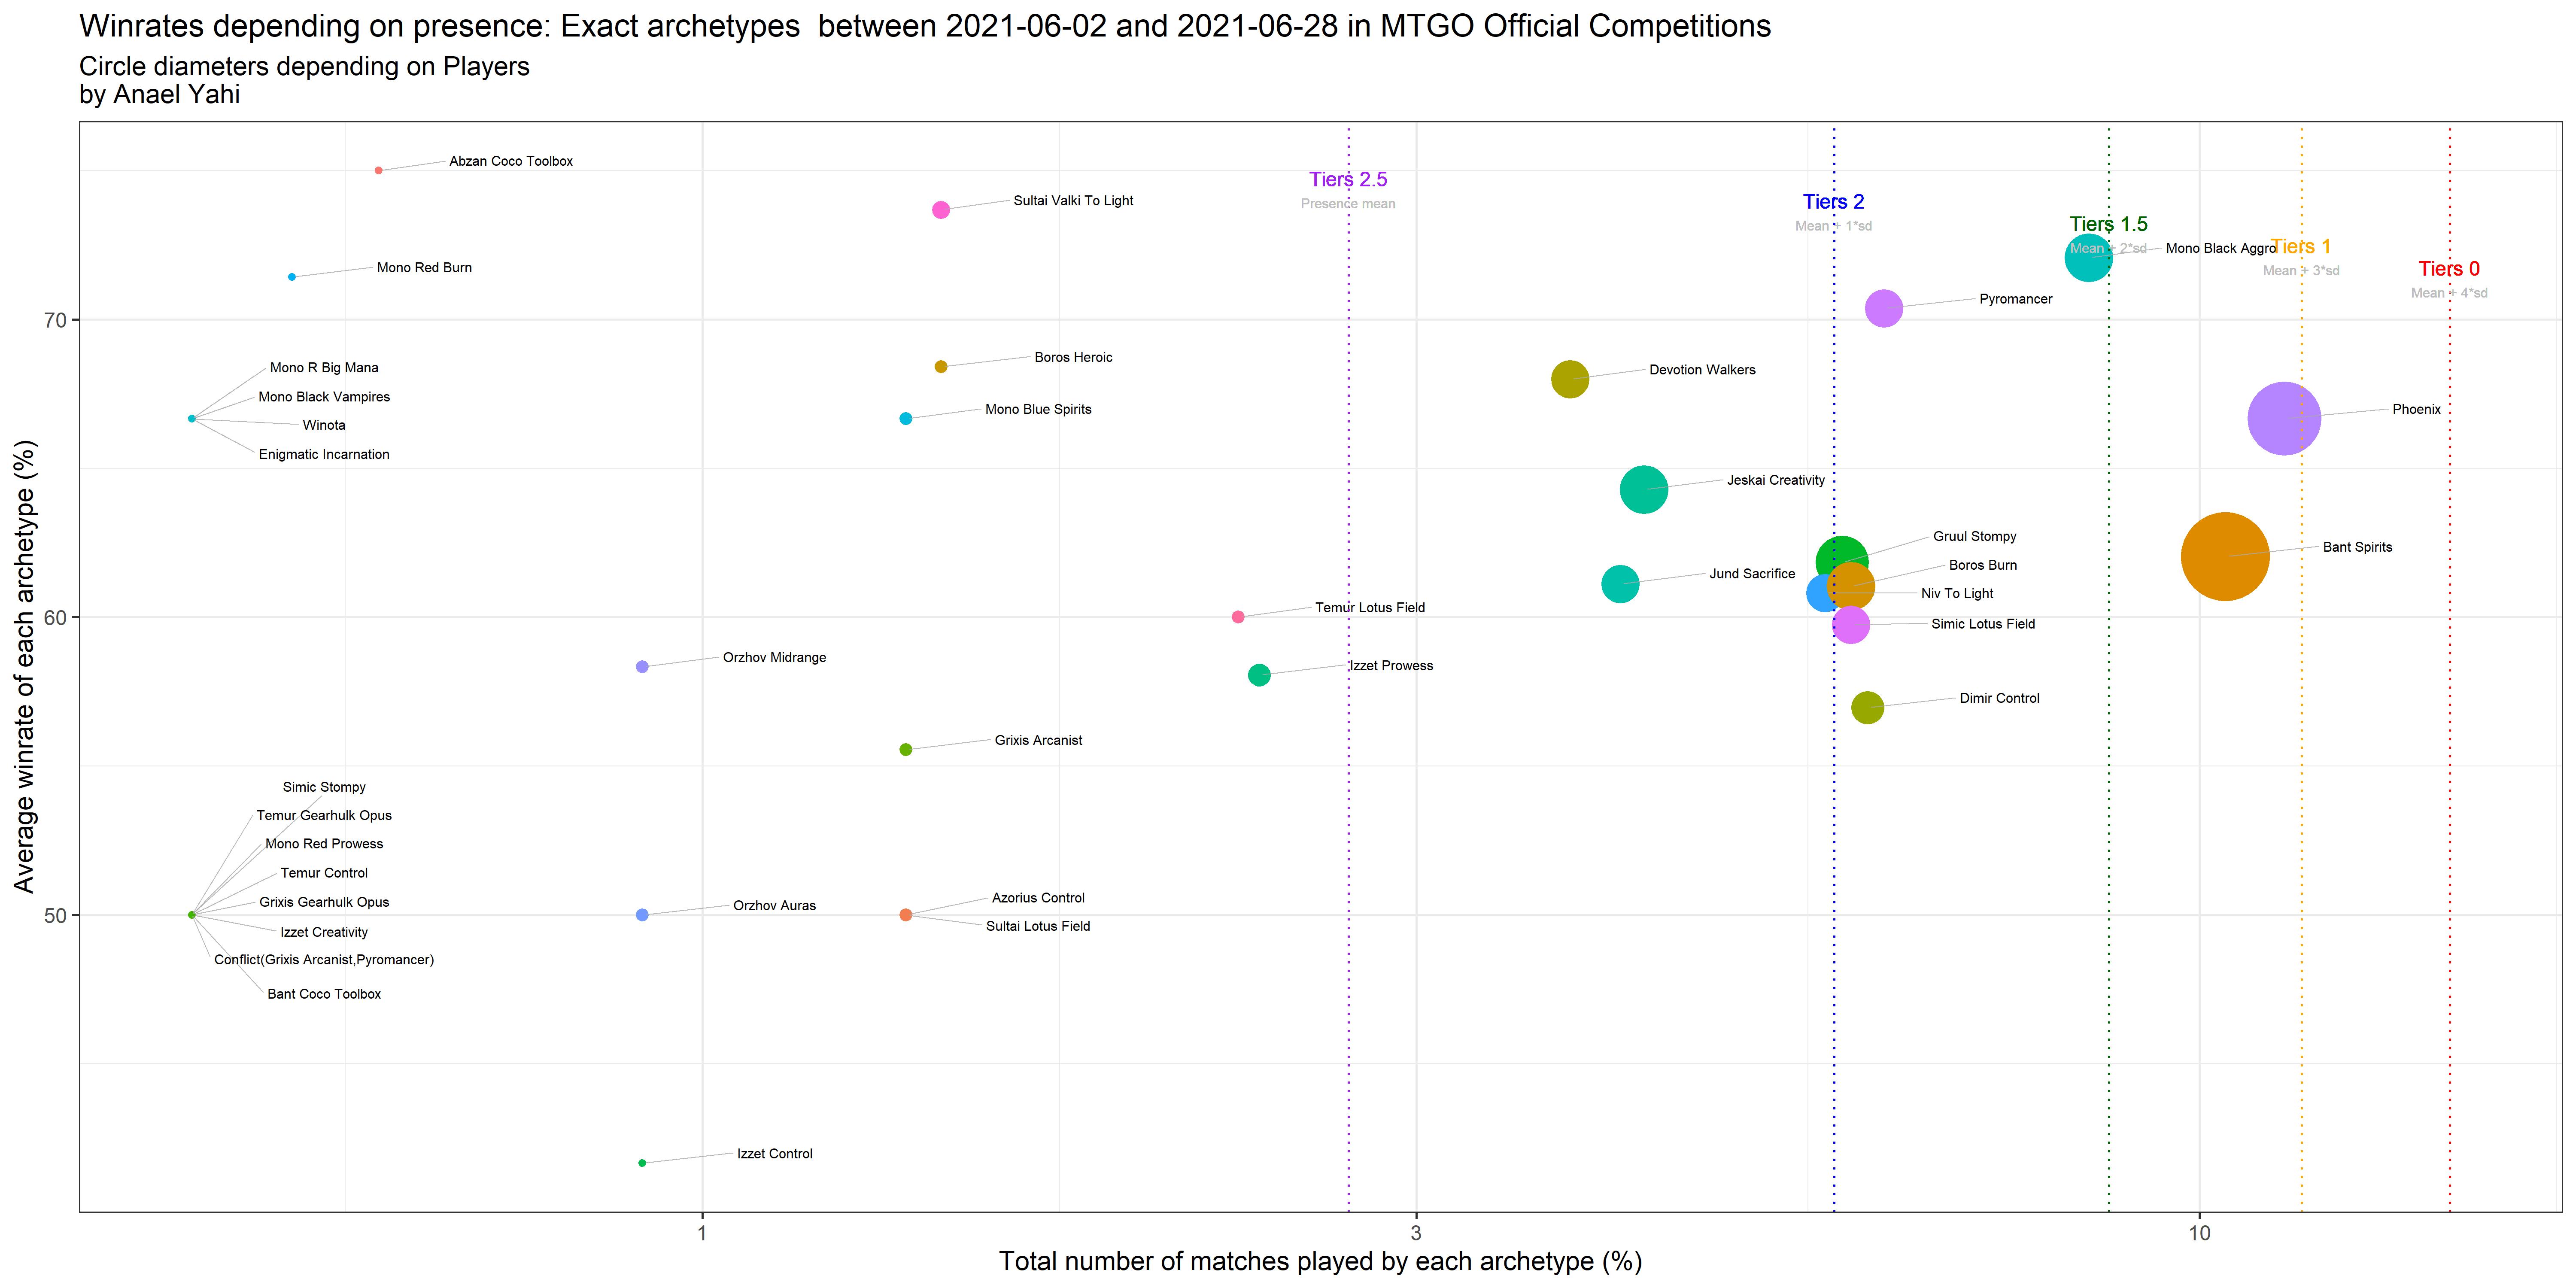 Winrates depending on presence: Exact archetypes  between 2021-06-02 and 2021-06-28 in MTGO Official Competitions
Circle diameters depending on Players
by Anael Yahi
Abzan Coco Toolbox
Tiers 2.5
Sultai Valki To Light
Presence mean
Tiers 2
Mean + 1*sd
Tiers 1.5
Mean + 2*sd
Mono Black Aggro
Tiers 1
Mean + 3*sd
Tiers 0
Mean + 4*sd
Mono Red Burn
Pyromancer
70
Boros Heroic
Mono R Big Mana
Devotion Walkers
Mono Black Vampires
Mono Blue Spirits
Phoenix
Winota
Enigmatic Incarnation
Jeskai Creativity
Gruul Stompy
Bant Spirits
Boros Burn
Jund Sacrifice
Niv To Light
Temur Lotus Field
60
Simic Lotus Field
Orzhov Midrange
Izzet Prowess
Dimir Control
Grixis Arcanist
Simic Stompy
Temur Gearhulk Opus
Mono Red Prowess
Temur Control
Azorius Control
Grixis Gearhulk Opus
Orzhov Auras
50
Sultai Lotus Field
Izzet Creativity
Conflict(Grixis Arcanist,Pyromancer)
Bant Coco Toolbox
Izzet Control
Average winrate of each archetype (%)
1
3
10
Total number of matches played by each archetype (%)